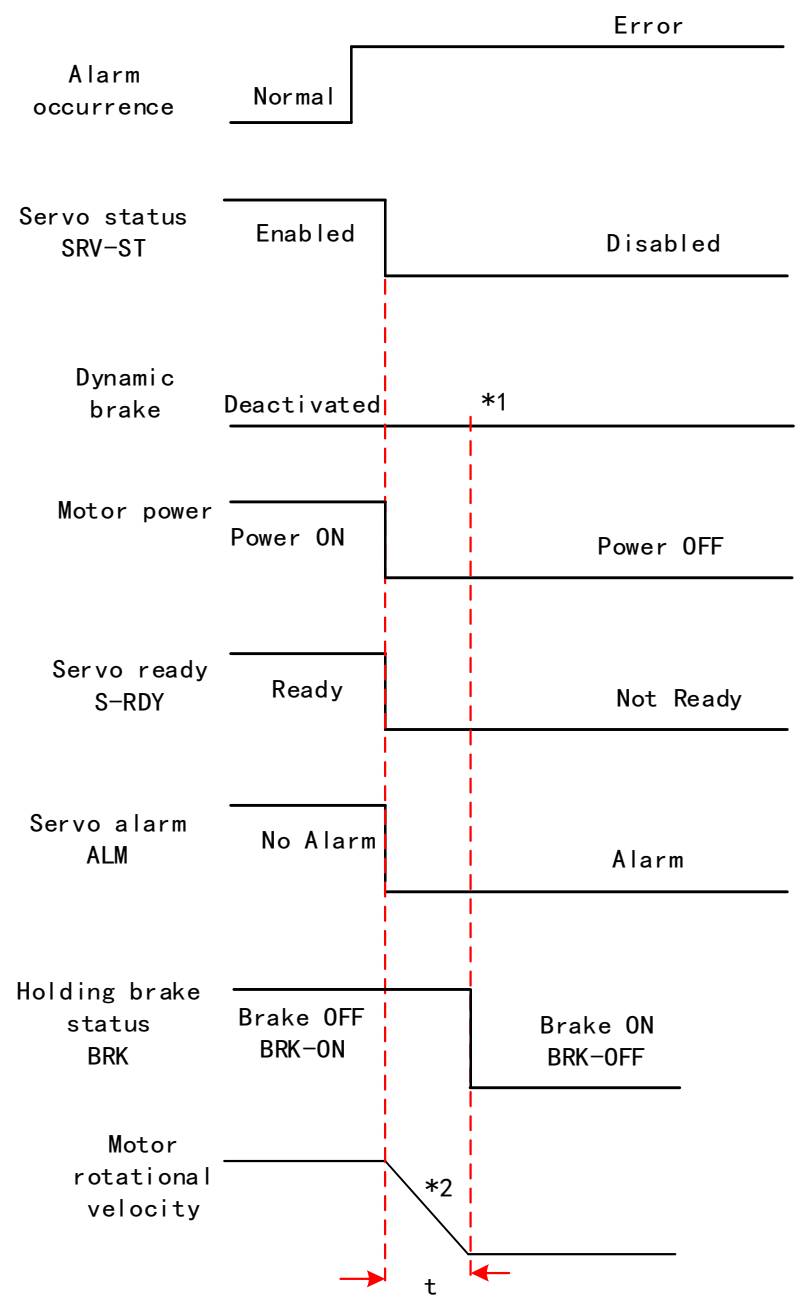 Error
Alarm
occurrence
Normal
Servo status
SRV-ST
Enabled
Disabled
Dynamic
brake
Deactivated
*1
Motor power
Power ON
Power OFF
Servo ready
S-RDY
Ready
Not Ready
Servo alarm
ALM
No Alarm
Alarm
Holding brake
status
BRK
Brake OFF
BRK-ON
Brake ON
BRK-OFF
Motor
rotational
velocity
*2
t